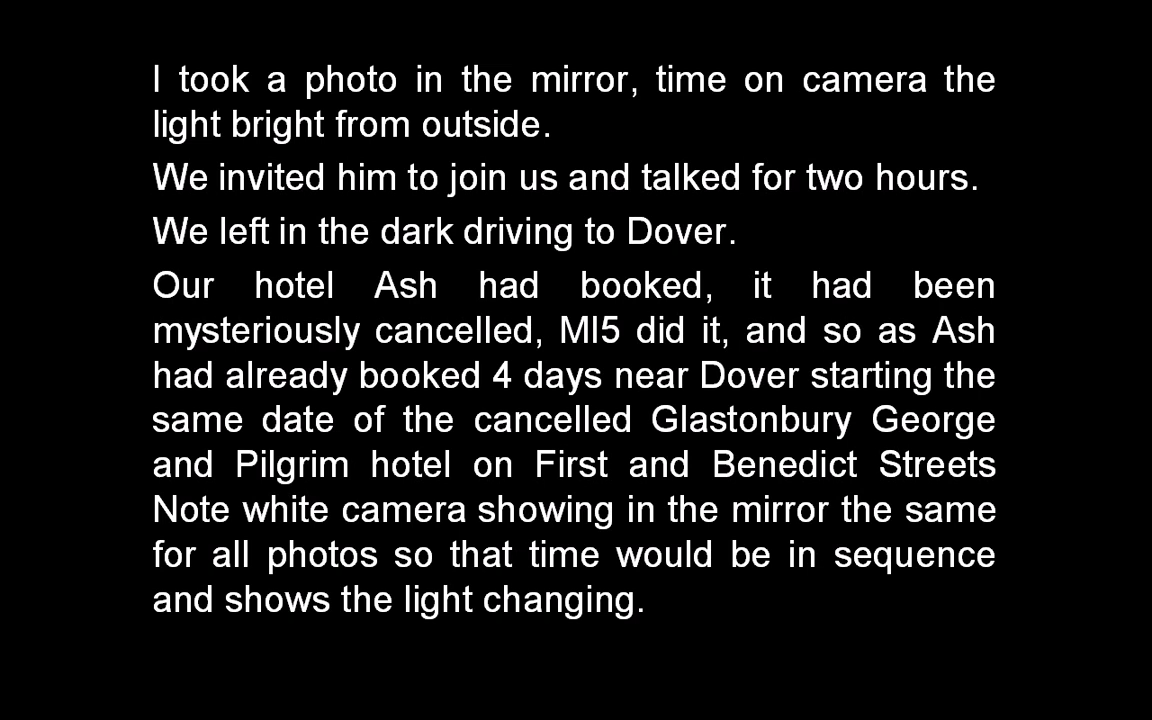 I took a photo in the mirror, time on camera the
light bright from outside.
We invited him to join us and talked for two hours.
We left in the dark driving to Dover.
Our hotel Ash had booked, it had been
mysteriously cancelled, MI5 did it, and so as Ash
had already booked 4 days near Dover starting the
same date of the cancelled Glastonbury George
and Pilgrim hotel on First and Benedict Streets
Note white camera showing in the mirror the same
for all photos so that time would be in sequence
and shows the light changing.